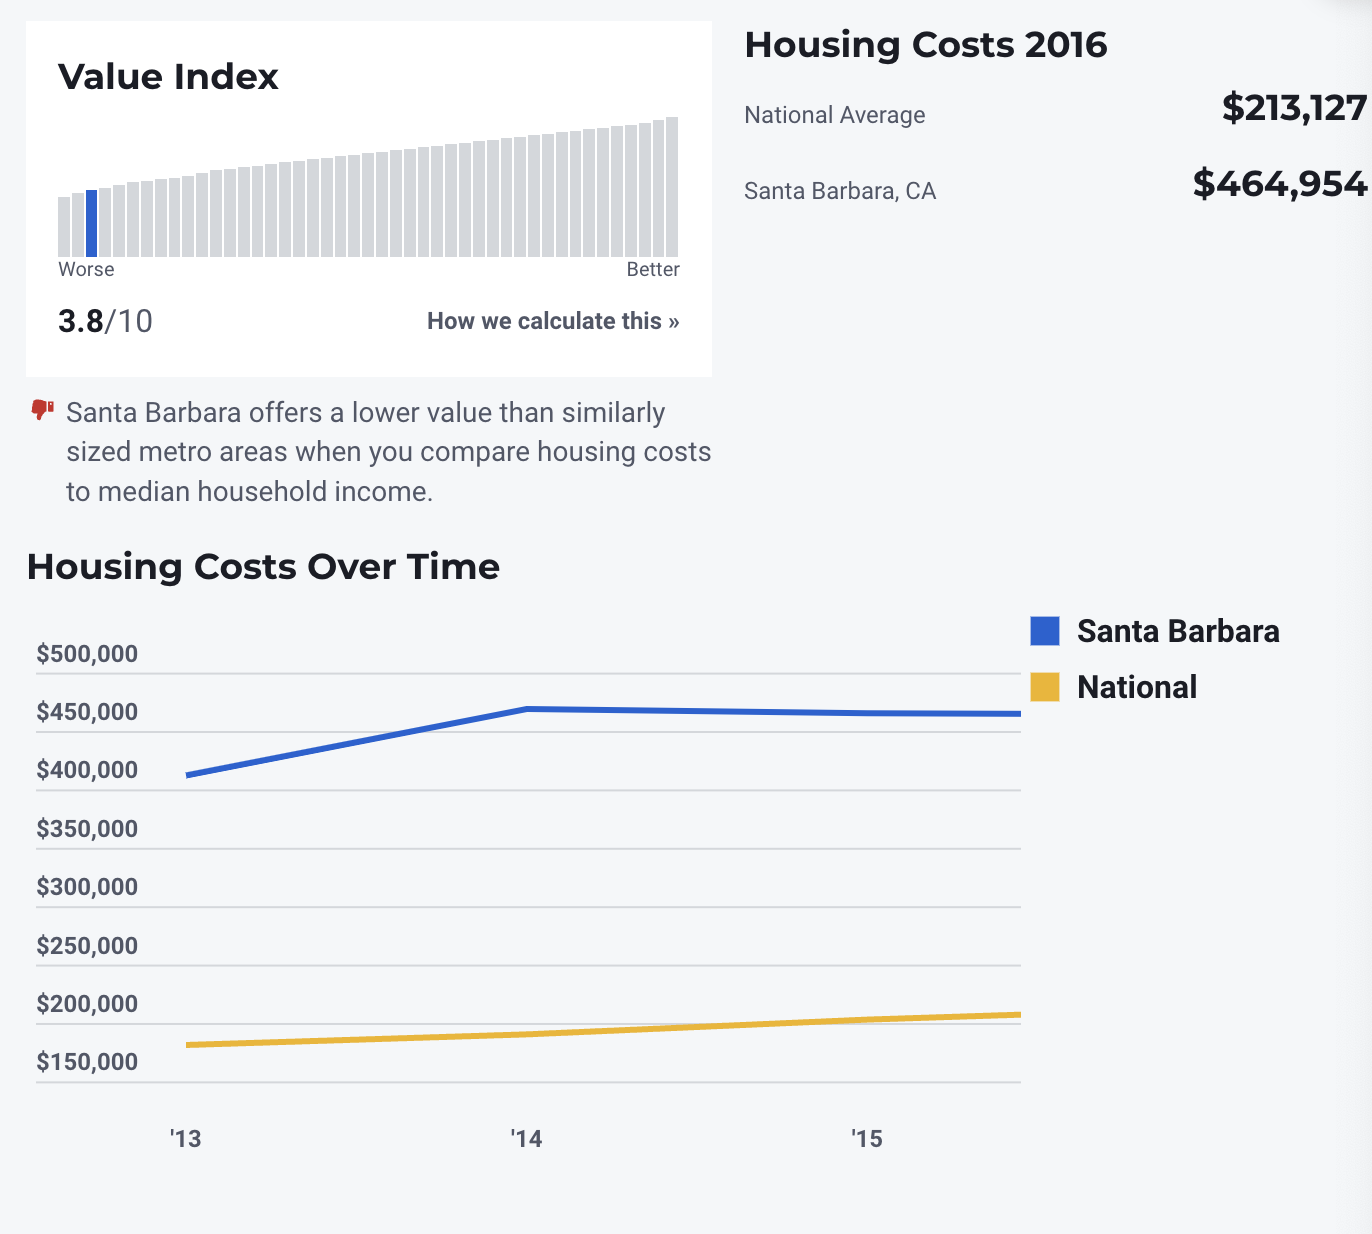 Value Index
Worse
Better
3.8/10
How we calculate this »
Santa Barbara offers a lower value than similarly
sized metro areas when you compare housing costs
to median household income.
Housing Costs 2016
National Average
$213,127
Santa Barbara, CA
$464,954
Housing Costs Over Time
Santa Barbara
National
$500,000
$450,000
$400,000
$350,000
$300,000
$250,000
$200,000
$150,000
'13
'14
'15